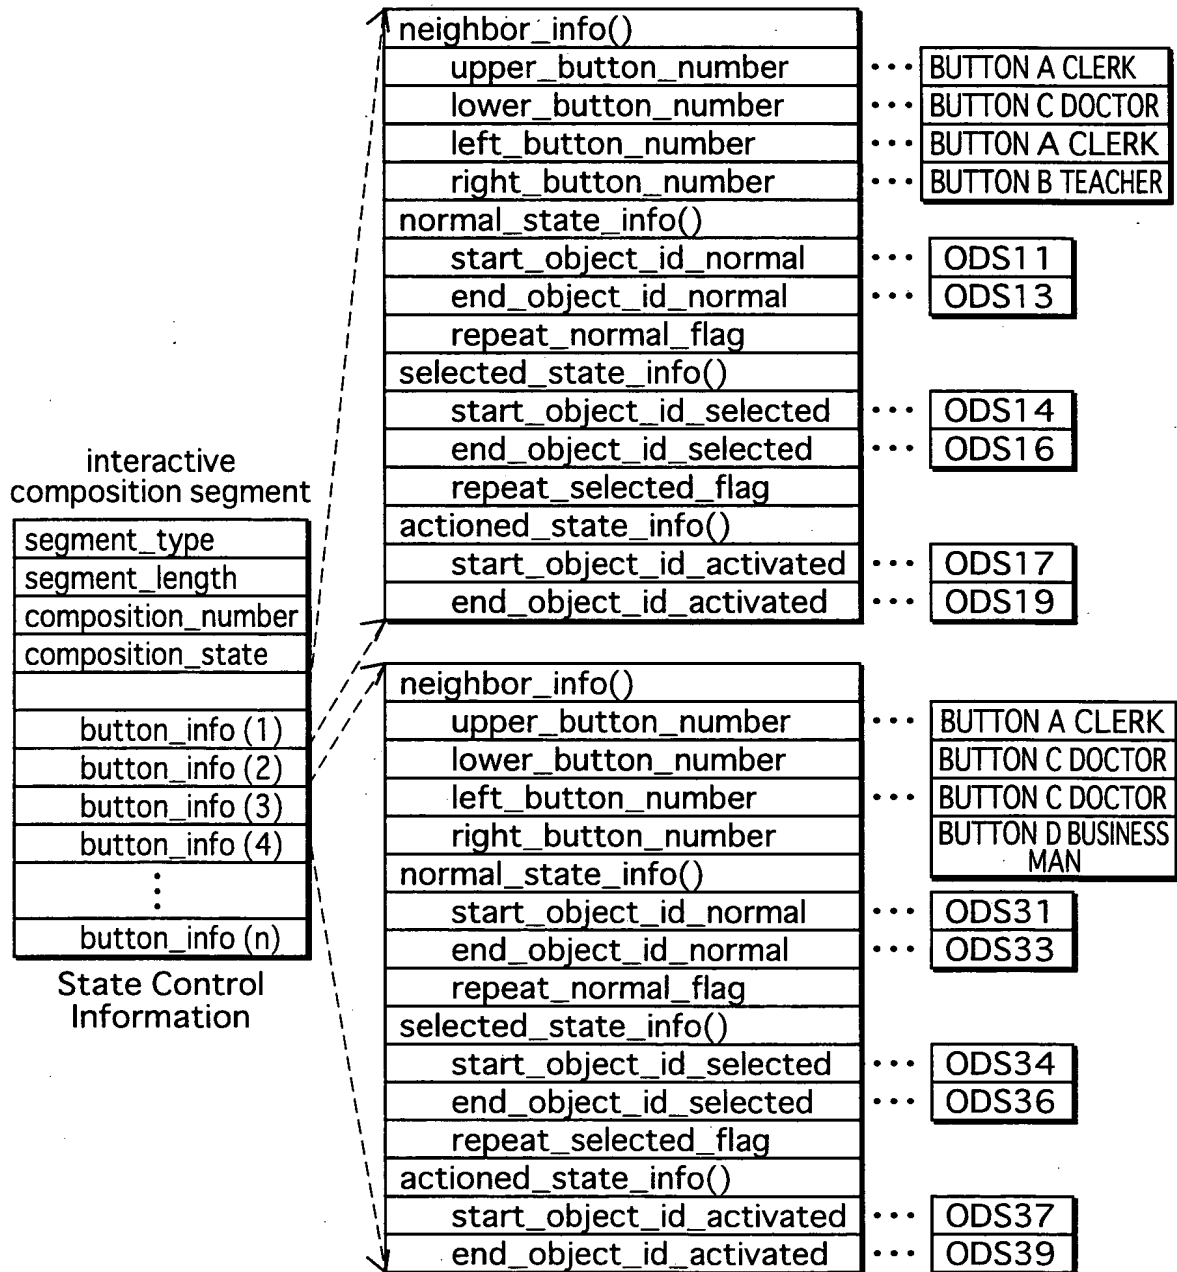 neighbor_info()
upper_button_number ••• BUTTON A CLERK
lower_button_number ••• BUTTON C DOCTOR
left_button_number ••• BUTTON A CLERK
right_button_number ••• BUTTON B TEACHER
normal_state_info()
start_object_id_normal ••• ODS11
end_object_id_normal ••• ODS13
repeat_normal_flag
selected_state_info()
start_object_id_selected ••• ODS14
end_object_id_selected ••• ODS16
repeat_selected_flag
actioned_state_info()
start_object_id_activated ••• ODS17
end_object_id_activated ••• ODS19
interactive
composition segment
segment_type
segment_length
composition_number
composition_state
button_info (1)
button_info (2)
button_info (3)
button_info (4)
⋮
button_info (n)
State Control
Information
neighbor_info()
upper_button_number ••• BUTTON A CLERK
lower_button_number BUTTON C DOCTOR
left_button_number ••• BUTTON C DOCTOR
right_button_number BUTTON D BUSINESS
MAN
normal_state_info()
start_object_id_normal ••• ODS31
end_object_id_normal ••• ODS33
repeat_normal_flag
selected_state_info()
start_object_id_selected ••• ODS34
end_object_id_selected ••• ODS36
repeat_selected_flag
actioned_state_info()
start_object_id_activated ••• ODS37
end_object_id_activated ••• ODS39